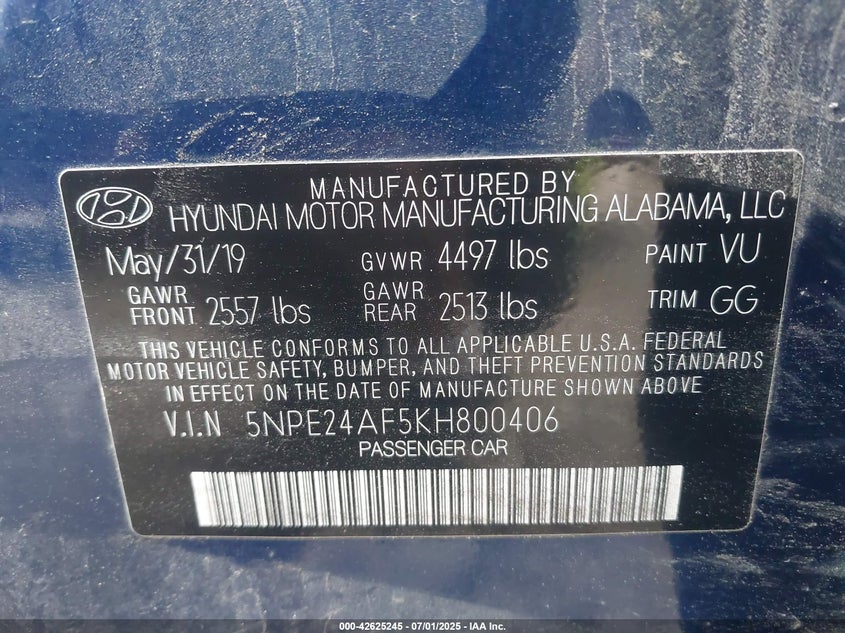 MANUFACTURED BY
HYUNDAI MOTOR MANUFACTURING ALABAMA, LLC
May/31/19 GVWR 4497 lbs PAINT VU
GAWR FRONT 2557 lbs GAWR REAR 2513 lbs TRIM GG
THIS VEHICLE CONFORMS TO ALL APPLICABLE U.S.A. FEDERAL
MOTOR VEHICLE SAFETY, BUMPER, AND THEFT PREVENTION STANDARDS
IN EFFECT ON THE DATE OF MANUFACTURE SHOWN ABOVE
V.I.N 5NPE24AF5KH800406
PASSENGER CAR
000-42625245 - 07/01/2025 - IAA Inc.